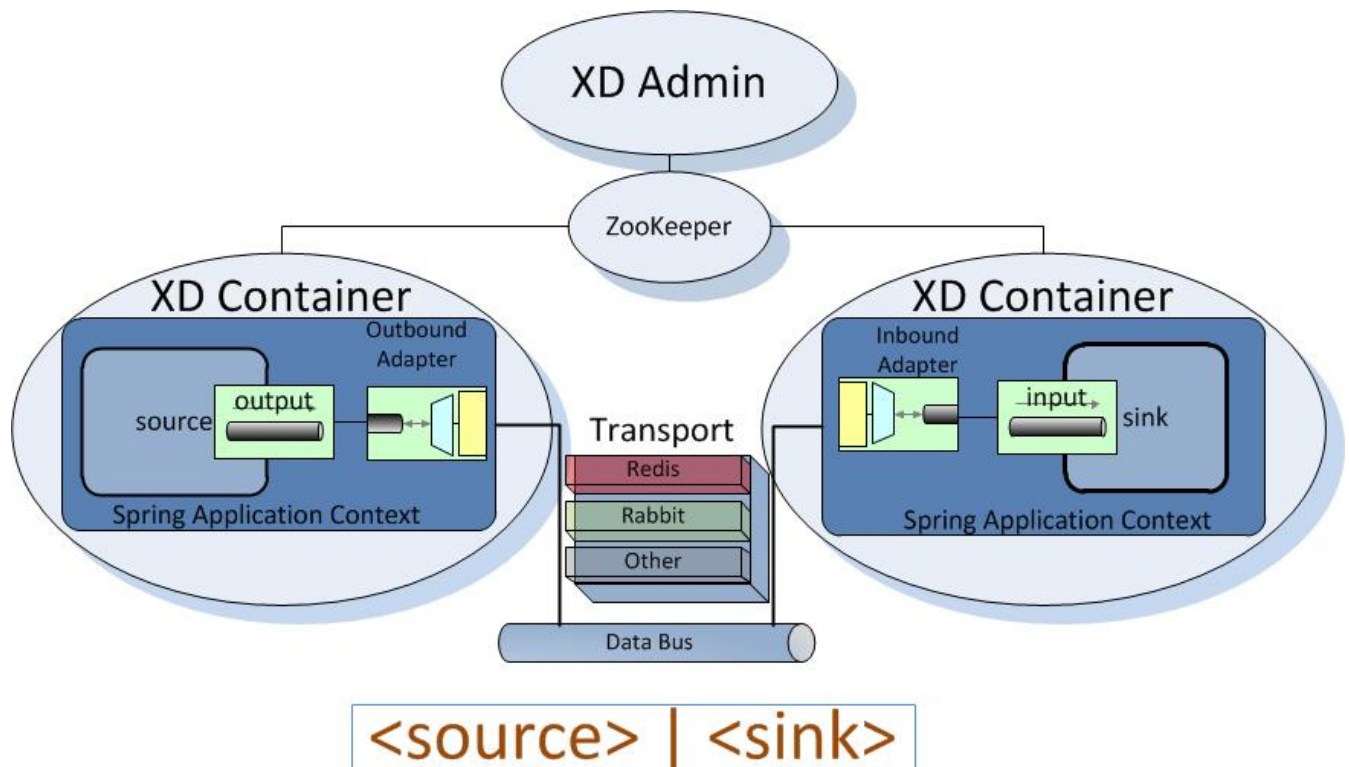 XD Admin
ZooKeeper
XD Container
Outbound
Adapter
source
output
Spring Application Context
Transport
Redis
Rabbit
Other
Data Bus
XD Container
Inbound
Adapter
input
sink
Spring Application Context
<source> | <sink>